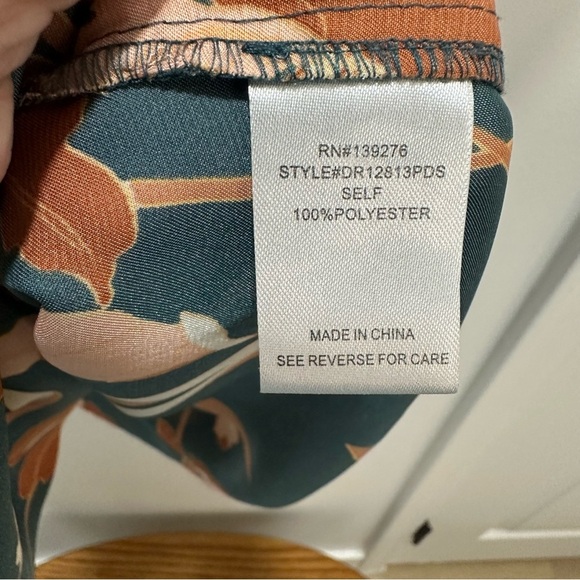 RN#139276
STYLE#DR12813PDS
SELF
100%POLYESTER
MADE IN CHINA
SEE REVERSE FOR CARE